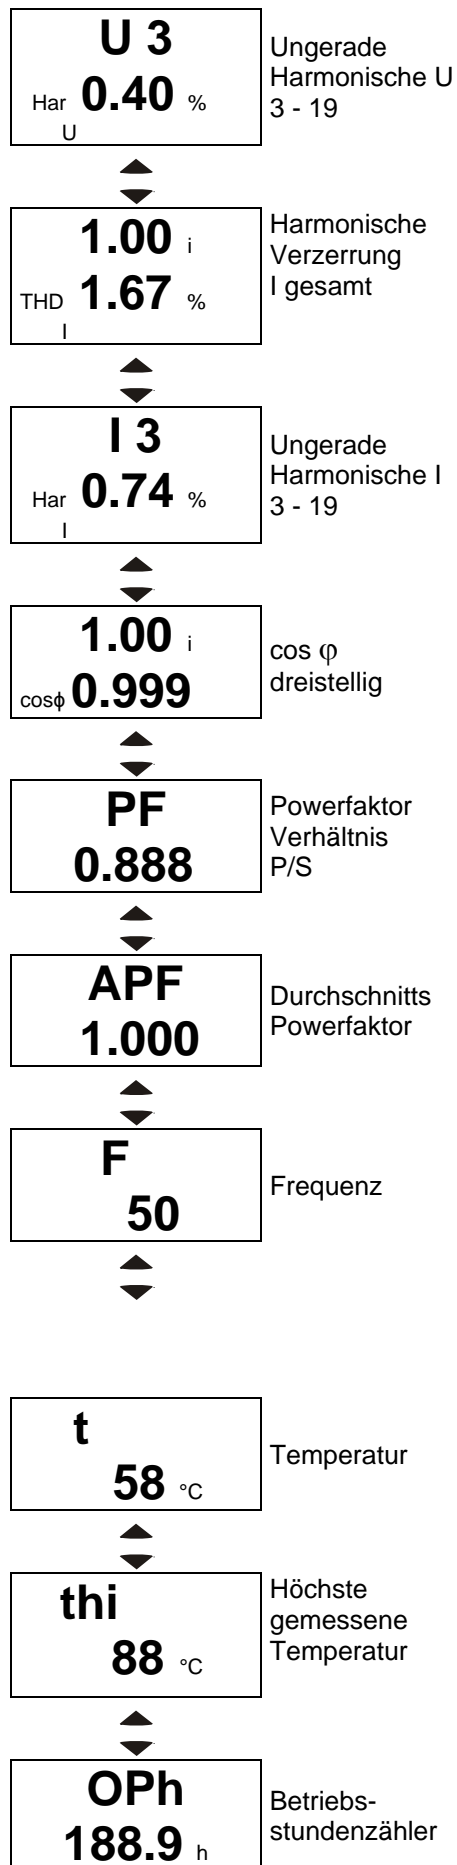 U 3
Har 0.40 %
U
Ungerade
Harmonische U
3 - 19
1.00 i
THD 1.67 %
I
Harmonische
Verzerrung
I gesamt
I 3
Har 0.74 %
I
Ungerade
Harmonische I
3 - 19
1.00 i
cosϕ 0.999
cos φ
dreistellig
PF
0.888
Powerfaktor
Verhältnis
P/S
APF
1.000
Durchschnitts
Powerfaktor
F
50
Frequenz
t
58 °C
Temperatur
thi
88 °C
Höchste
gemessene
Temperatur
OPh
188.9 h
Betriebs-
stundenzähler